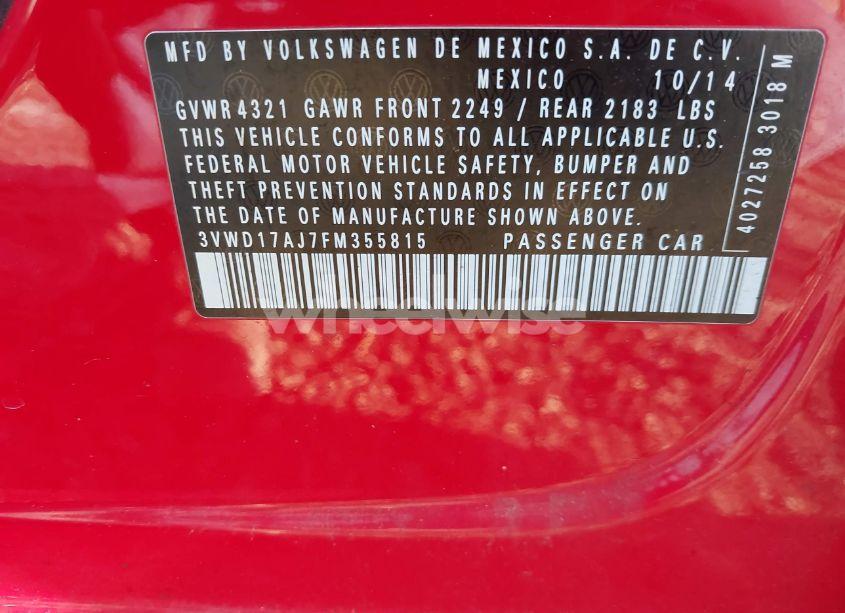 MFD BY VOLKSWAGEN DE MEXICO S.A. DE C.V.
MEXICO 10/14
GVWR 4321 GAWR FRONT 2249 / REAR 2183 LBS
THIS VEHICLE CONFORMS TO ALL APPLICABLE U.S.
FEDERAL MOTOR VEHICLE SAFETY, BUMPER AND
THEFT PREVENTION STANDARDS IN EFFECT ON
THE DATE OF MANUFACTURE SHOWN ABOVE.
3VWD17AJ7FM355815 PASSENGER CAR
4027258 3018 M
wheelwise